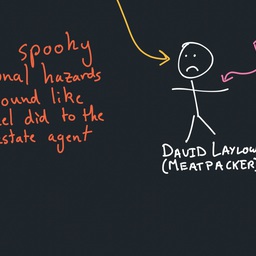 spooky
onal hazards
ound like
el did to the
state agent
DAVID LAYLOW
(MEATPACKER)